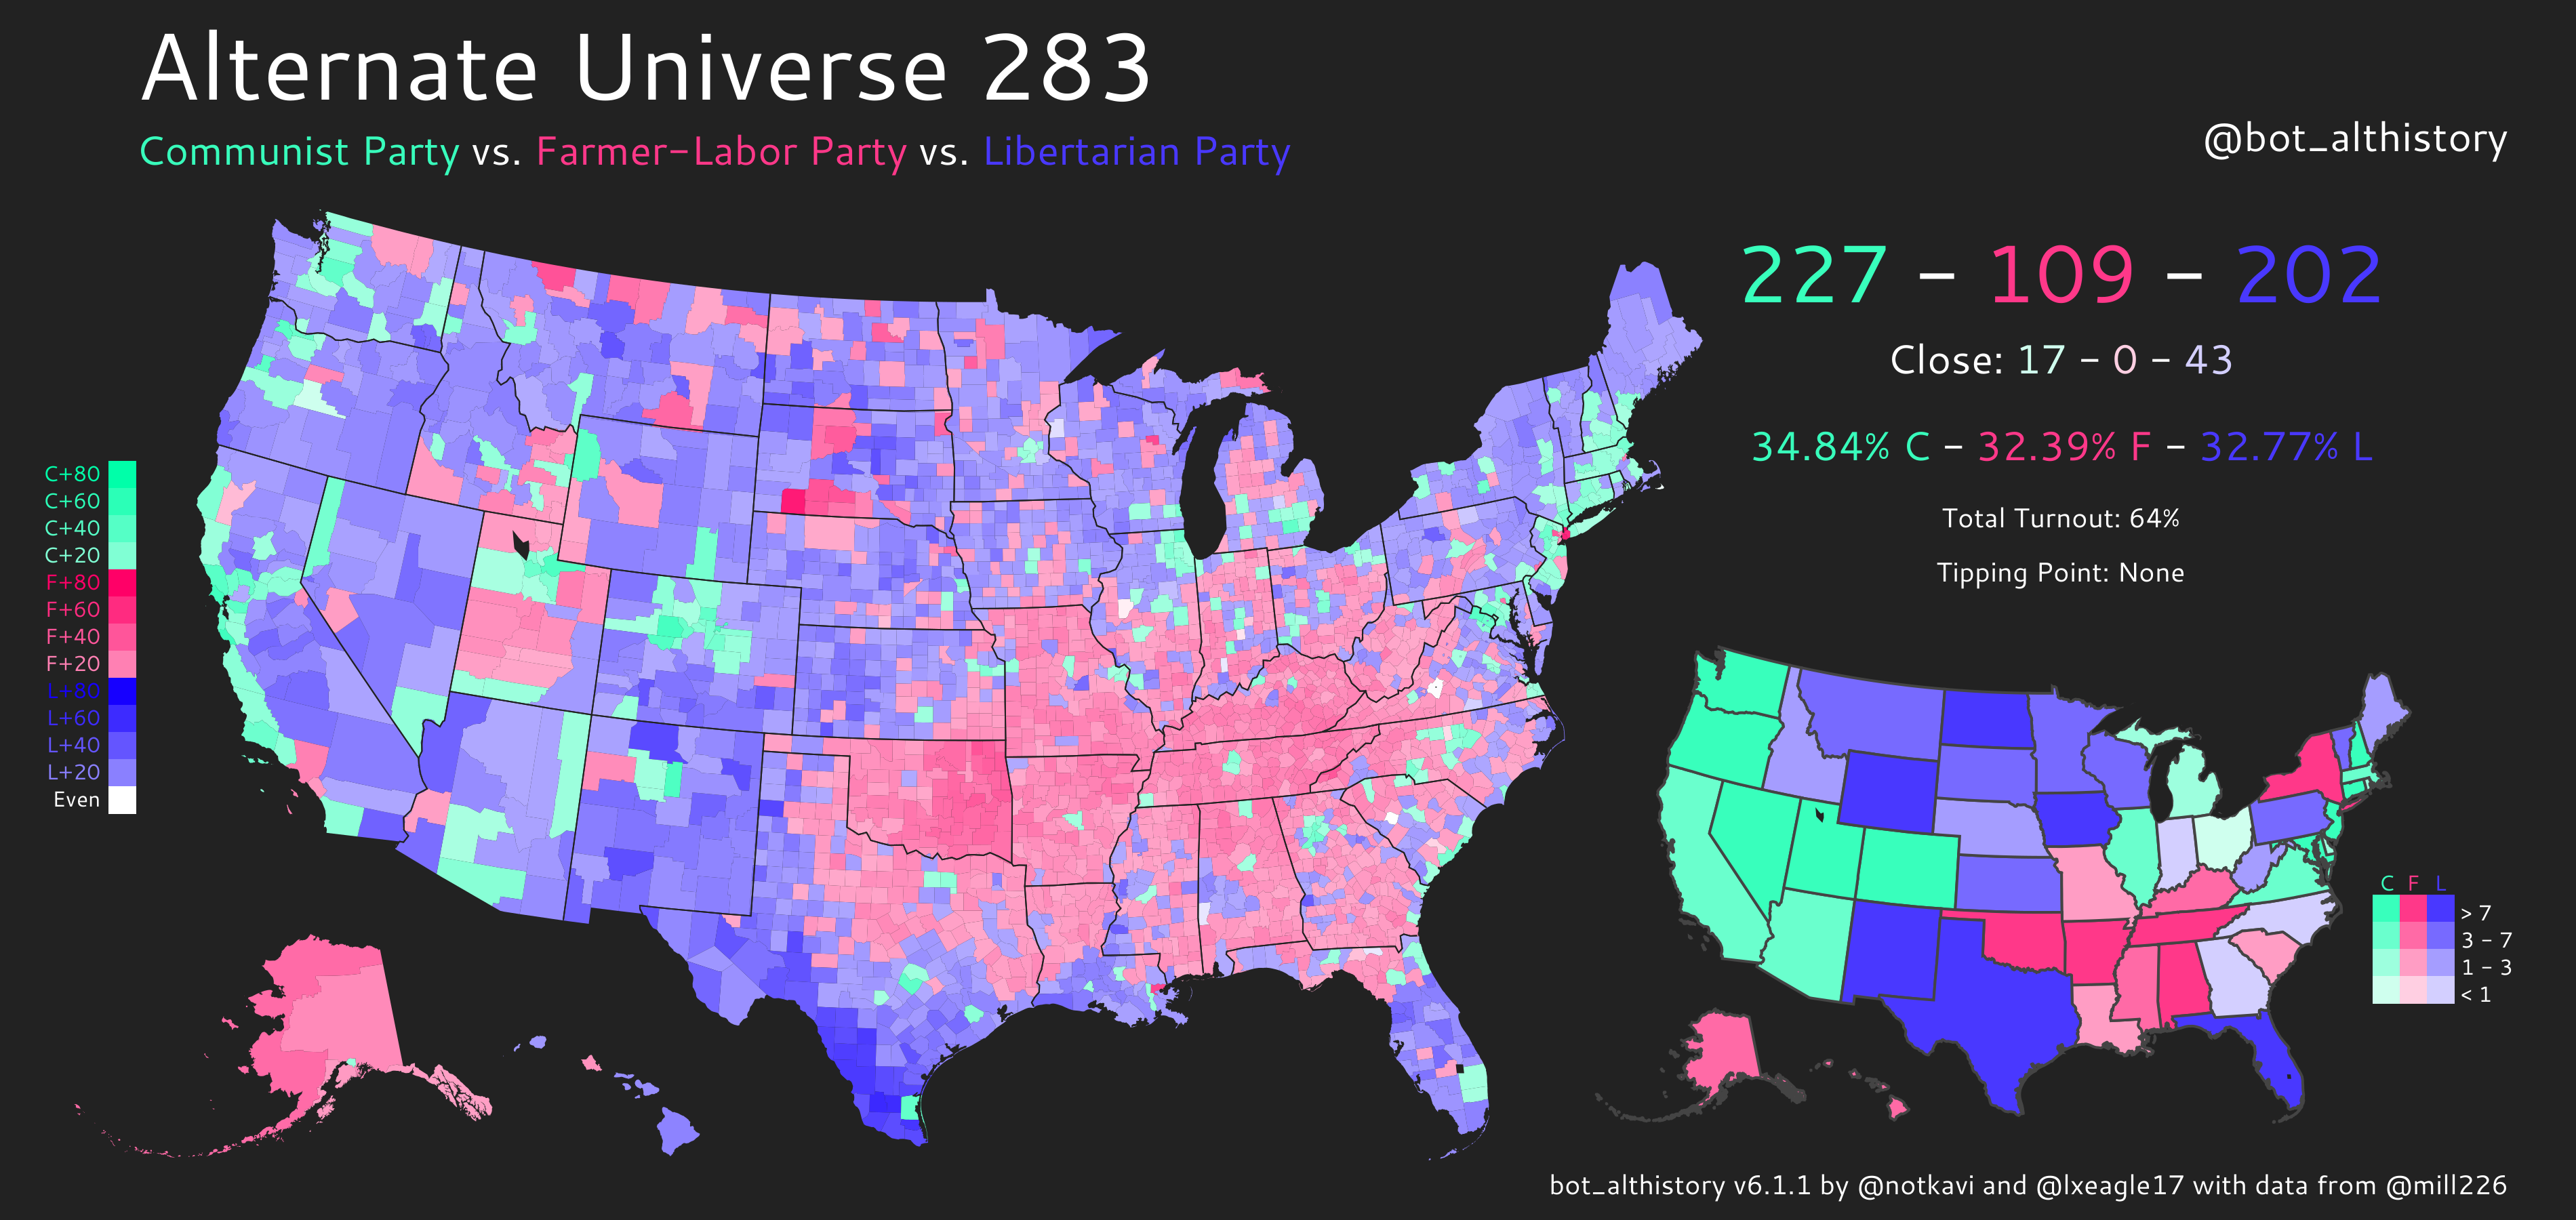 Alternate Universe 283
Communist Party vs. Farmer-Labor Party vs. Libertarian Party
@bot_althistory
227 - 109 - 202
Close: 17 - 0 - 43
34.84% C - 32.39% F - 32.77% L
Total Turnout: 64%
Tipping Point: None
C+80
C+60
C+40
C+20
F+80
F+60
F+40
F+20
L+80
L+60
L+40
L+20
Even
C F L
> 7
3 - 7
1 - 3
< 1
bot_althistory v6.1.1 by @notkavi and @lxeagle17 with data from @mill226